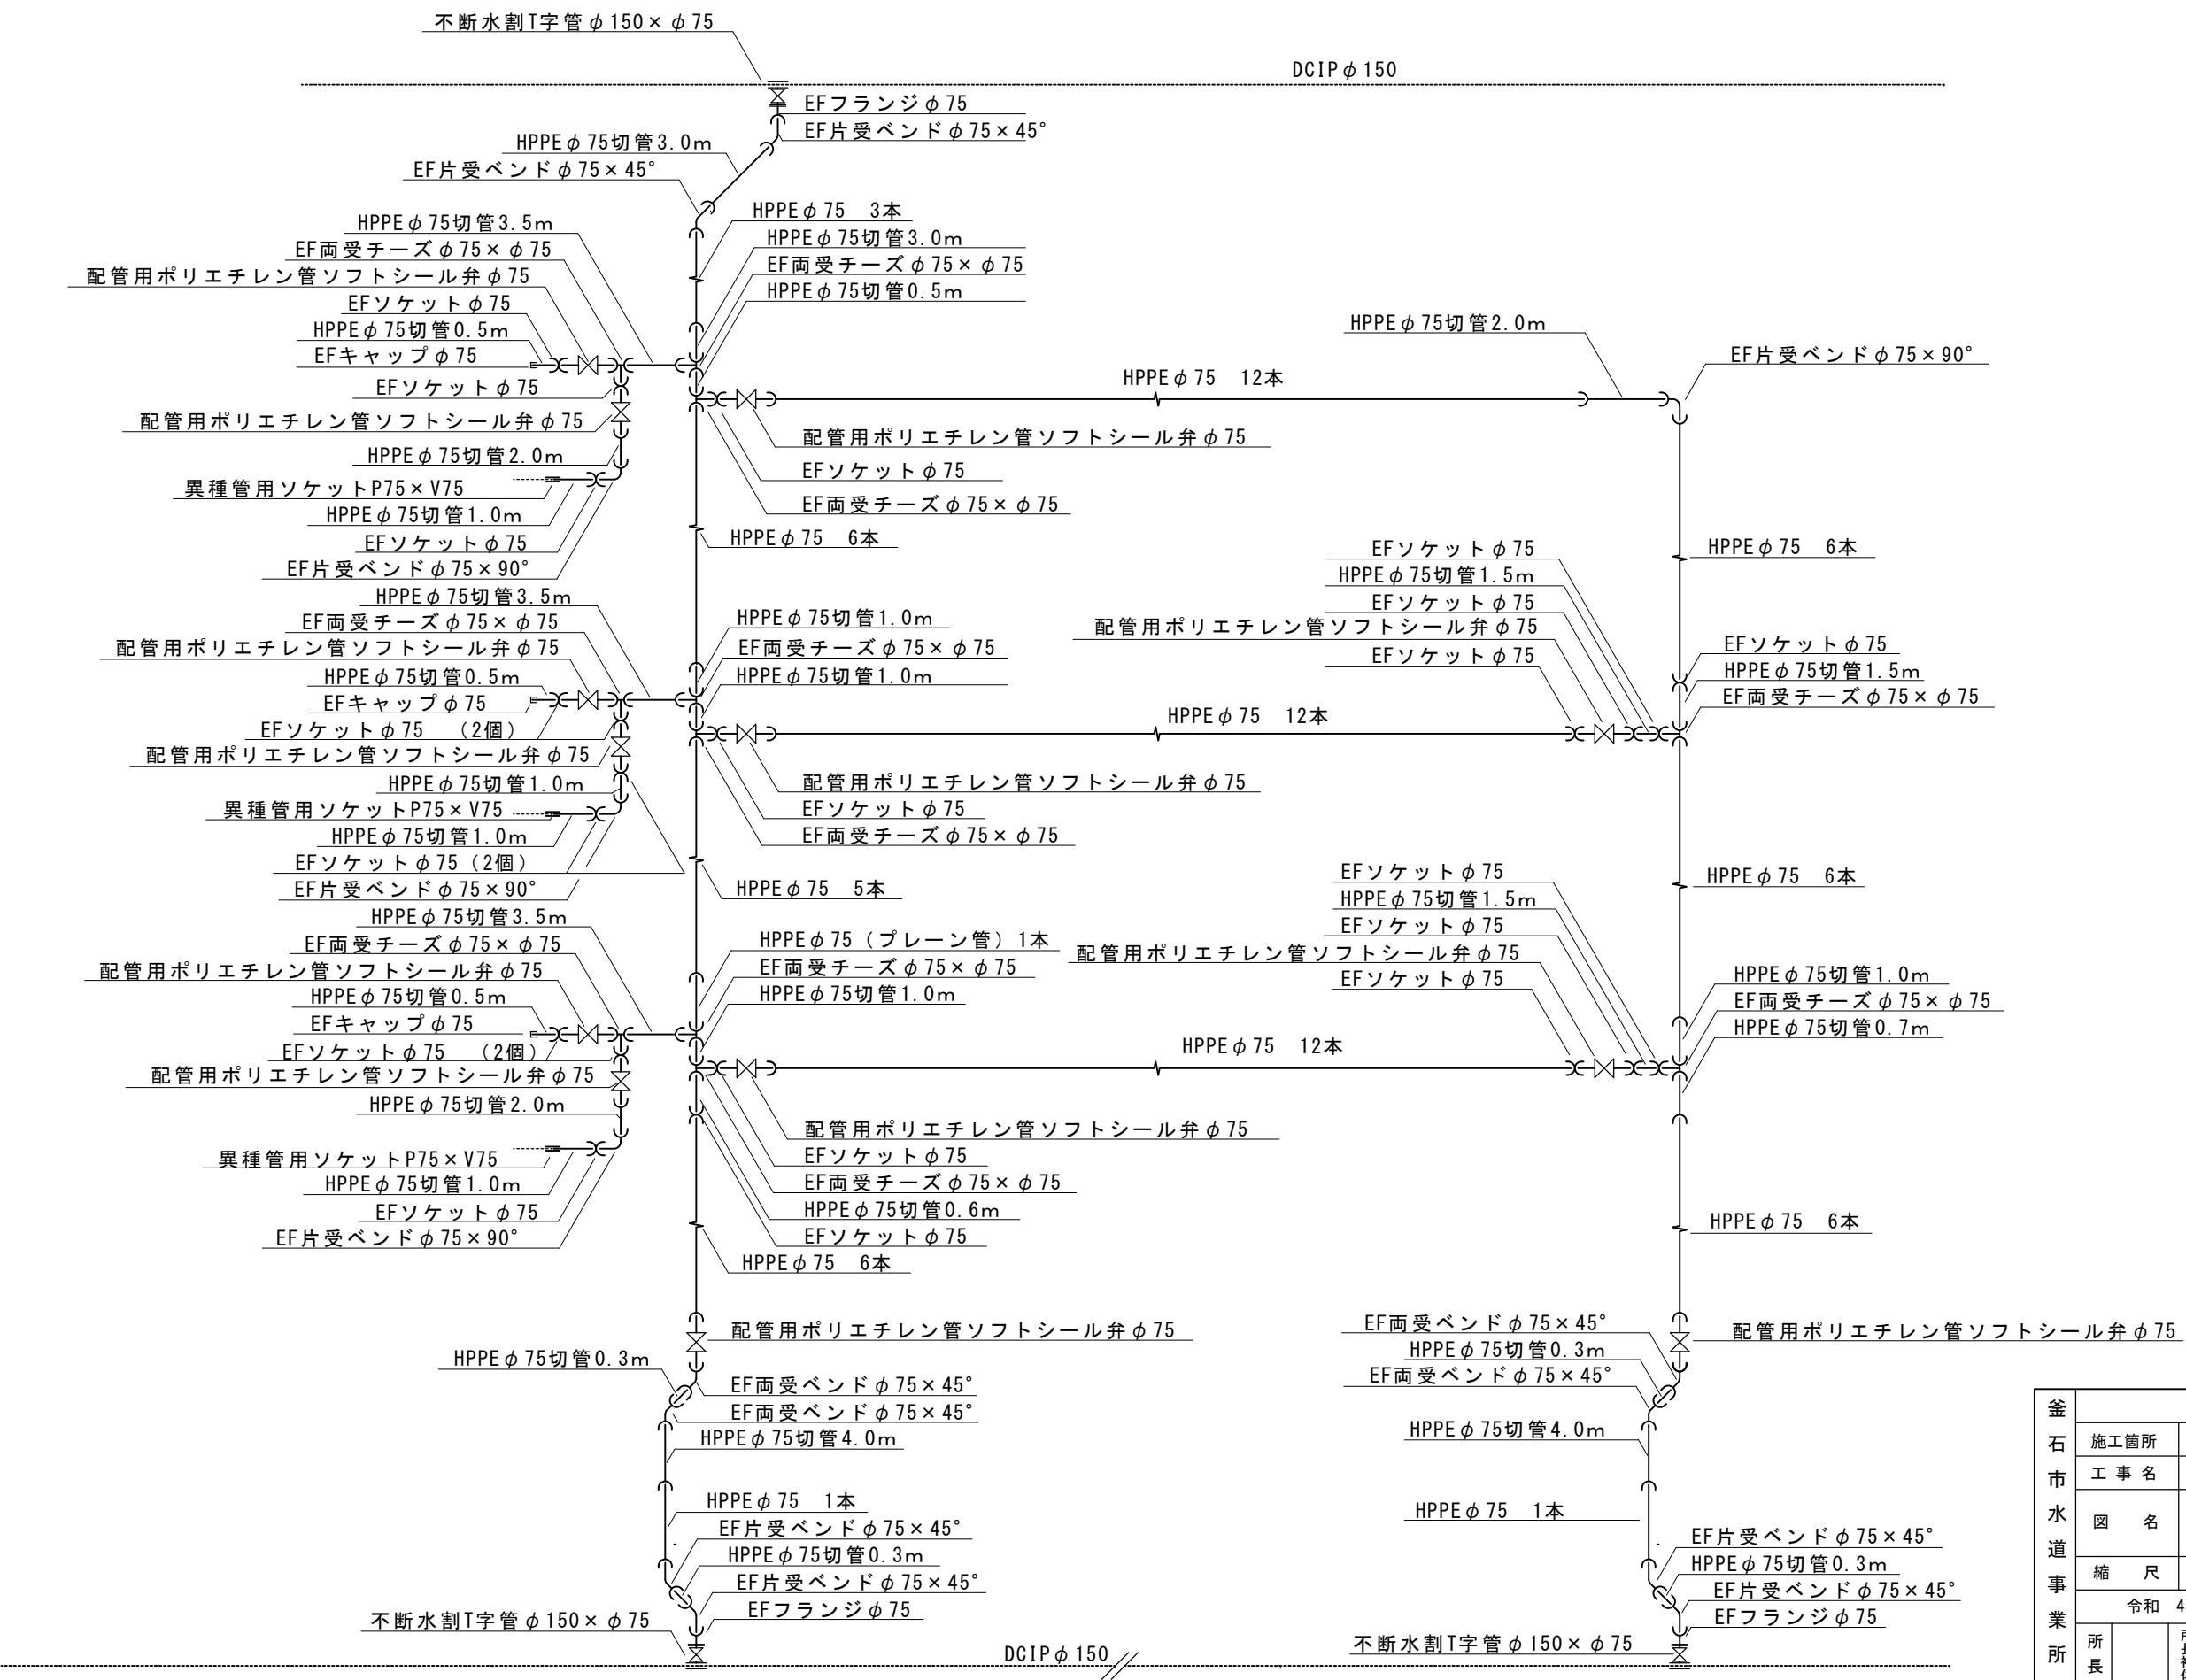 不断水割T字管φ150×φ75
DCIPφ150
EFフランジφ75
EF片受ベンドφ75×45°
HPPEφ75切管3.0m
EF片受ベンドφ75×45°
HPPEφ75切管3.5m
EF両受チーズφ75×φ75
配管用ポリエチレン管ソフトシール弁φ75
EFソケットφ75
HPPEφ75切管0.5m
EFキャップφ75
EFソケットφ75
配管用ポリエチレン管ソフトシール弁φ75
HPPEφ75切管2.0m
異種管用ソケットP75×V75
HPPEφ75切管1.0m
EFソケットφ75
EF片受ベンドφ75×90°
HPPEφ75 3本
HPPEφ75切管3.0m
EF両受チーズφ75×φ75
HPPEφ75切管0.5m
HPPEφ75 12本
配管用ポリエチレン管ソフトシール弁φ75
EFソケットφ75
EF両受チーズφ75×φ75
HPPEφ75 6本
HPPEφ75切管2.0m
EF片受ベンドφ75×90°
HPPEφ75 6本
HPPEφ75切管3.5m
EF両受チーズφ75×φ75
配管用ポリエチレン管ソフトシール弁φ75
HPPEφ75切管0.5m
EFキャップφ75
EFソケットφ75 (2個)
配管用ポリエチレン管ソフトシール弁φ75
HPPEφ75切管1.0m
異種管用ソケットP75×V75
HPPEφ75切管1.0m
EFソケットφ75(2個)
EF片受ベンドφ75×90°
HPPEφ75切管1.0m
EF両受チーズφ75×φ75
HPPEφ75切管1.0m
HPPEφ75 12本
配管用ポリエチレン管ソフトシール弁φ75
EFソケットφ75
EF両受チーズφ75×φ75
HPPEφ75 5本
EFソケットφ75
HPPEφ75切管1.5m
EFソケットφ75
配管用ポリエチレン管ソフトシール弁φ75
EFソケットφ75
EFソケットφ75
HPPEφ75切管1.5m
EF両受チーズφ75×φ75
HPPEφ75 6本
HPPEφ75切管3.5m
EF両受チーズφ75×φ75
配管用ポリエチレン管ソフトシール弁φ75
HPPEφ75切管0.5m
EFキャップφ75
EFソケットφ75 (2個)
配管用ポリエチレン管ソフトシール弁φ75
HPPEφ75切管2.0m
異種管用ソケットP75×V75
HPPEφ75切管1.0m
EFソケットφ75
EF片受ベンドφ75×90°
HPPEφ75(プレーン管)1本
EF両受チーズφ75×φ75
HPPEφ75切管1.0m
HPPEφ75 12本
配管用ポリエチレン管ソフトシール弁φ75
EFソケットφ75
EF両受チーズφ75×φ75
HPPEφ75切管0.6m
EFソケットφ75
HPPEφ75 6本
EFソケットφ75
HPPEφ75切管1.5m
EFソケットφ75
配管用ポリエチレン管ソフトシール弁φ75
EFソケットφ75
HPPEφ75切管1.0m
EF両受チーズφ75×φ75
HPPEφ75切管0.7m
HPPEφ75 6本
配管用ポリエチレン管ソフトシール弁φ75
HPPEφ75切管0.3m
EF両受ベンドφ75×45°
EF両受ベンドφ75×45°
HPPEφ75切管4.0m
HPPEφ75 1本
EF片受ベンドφ75×45°
HPPEφ75切管0.3m
EF片受ベンドφ75×45°
EFフランジφ75
不断水割T字管φ150×φ75
DCIPφ150
EF両受ベンドφ75×45°
HPPEφ75切管0.3m
EF両受ベンドφ75×45°
配管用ポリエチレン管ソフトシール弁φ75
HPPEφ75切管4.0m
HPPEφ75 1本
EF片受ベンドφ75×45°
HPPEφ75切管0.3m
EF片受ベンドφ75×45°
EFフランジφ75
不断水割T字管φ150×φ75
釜石市水道事業所
施工箇所
工事名
図名
縮尺
令和 4
所長